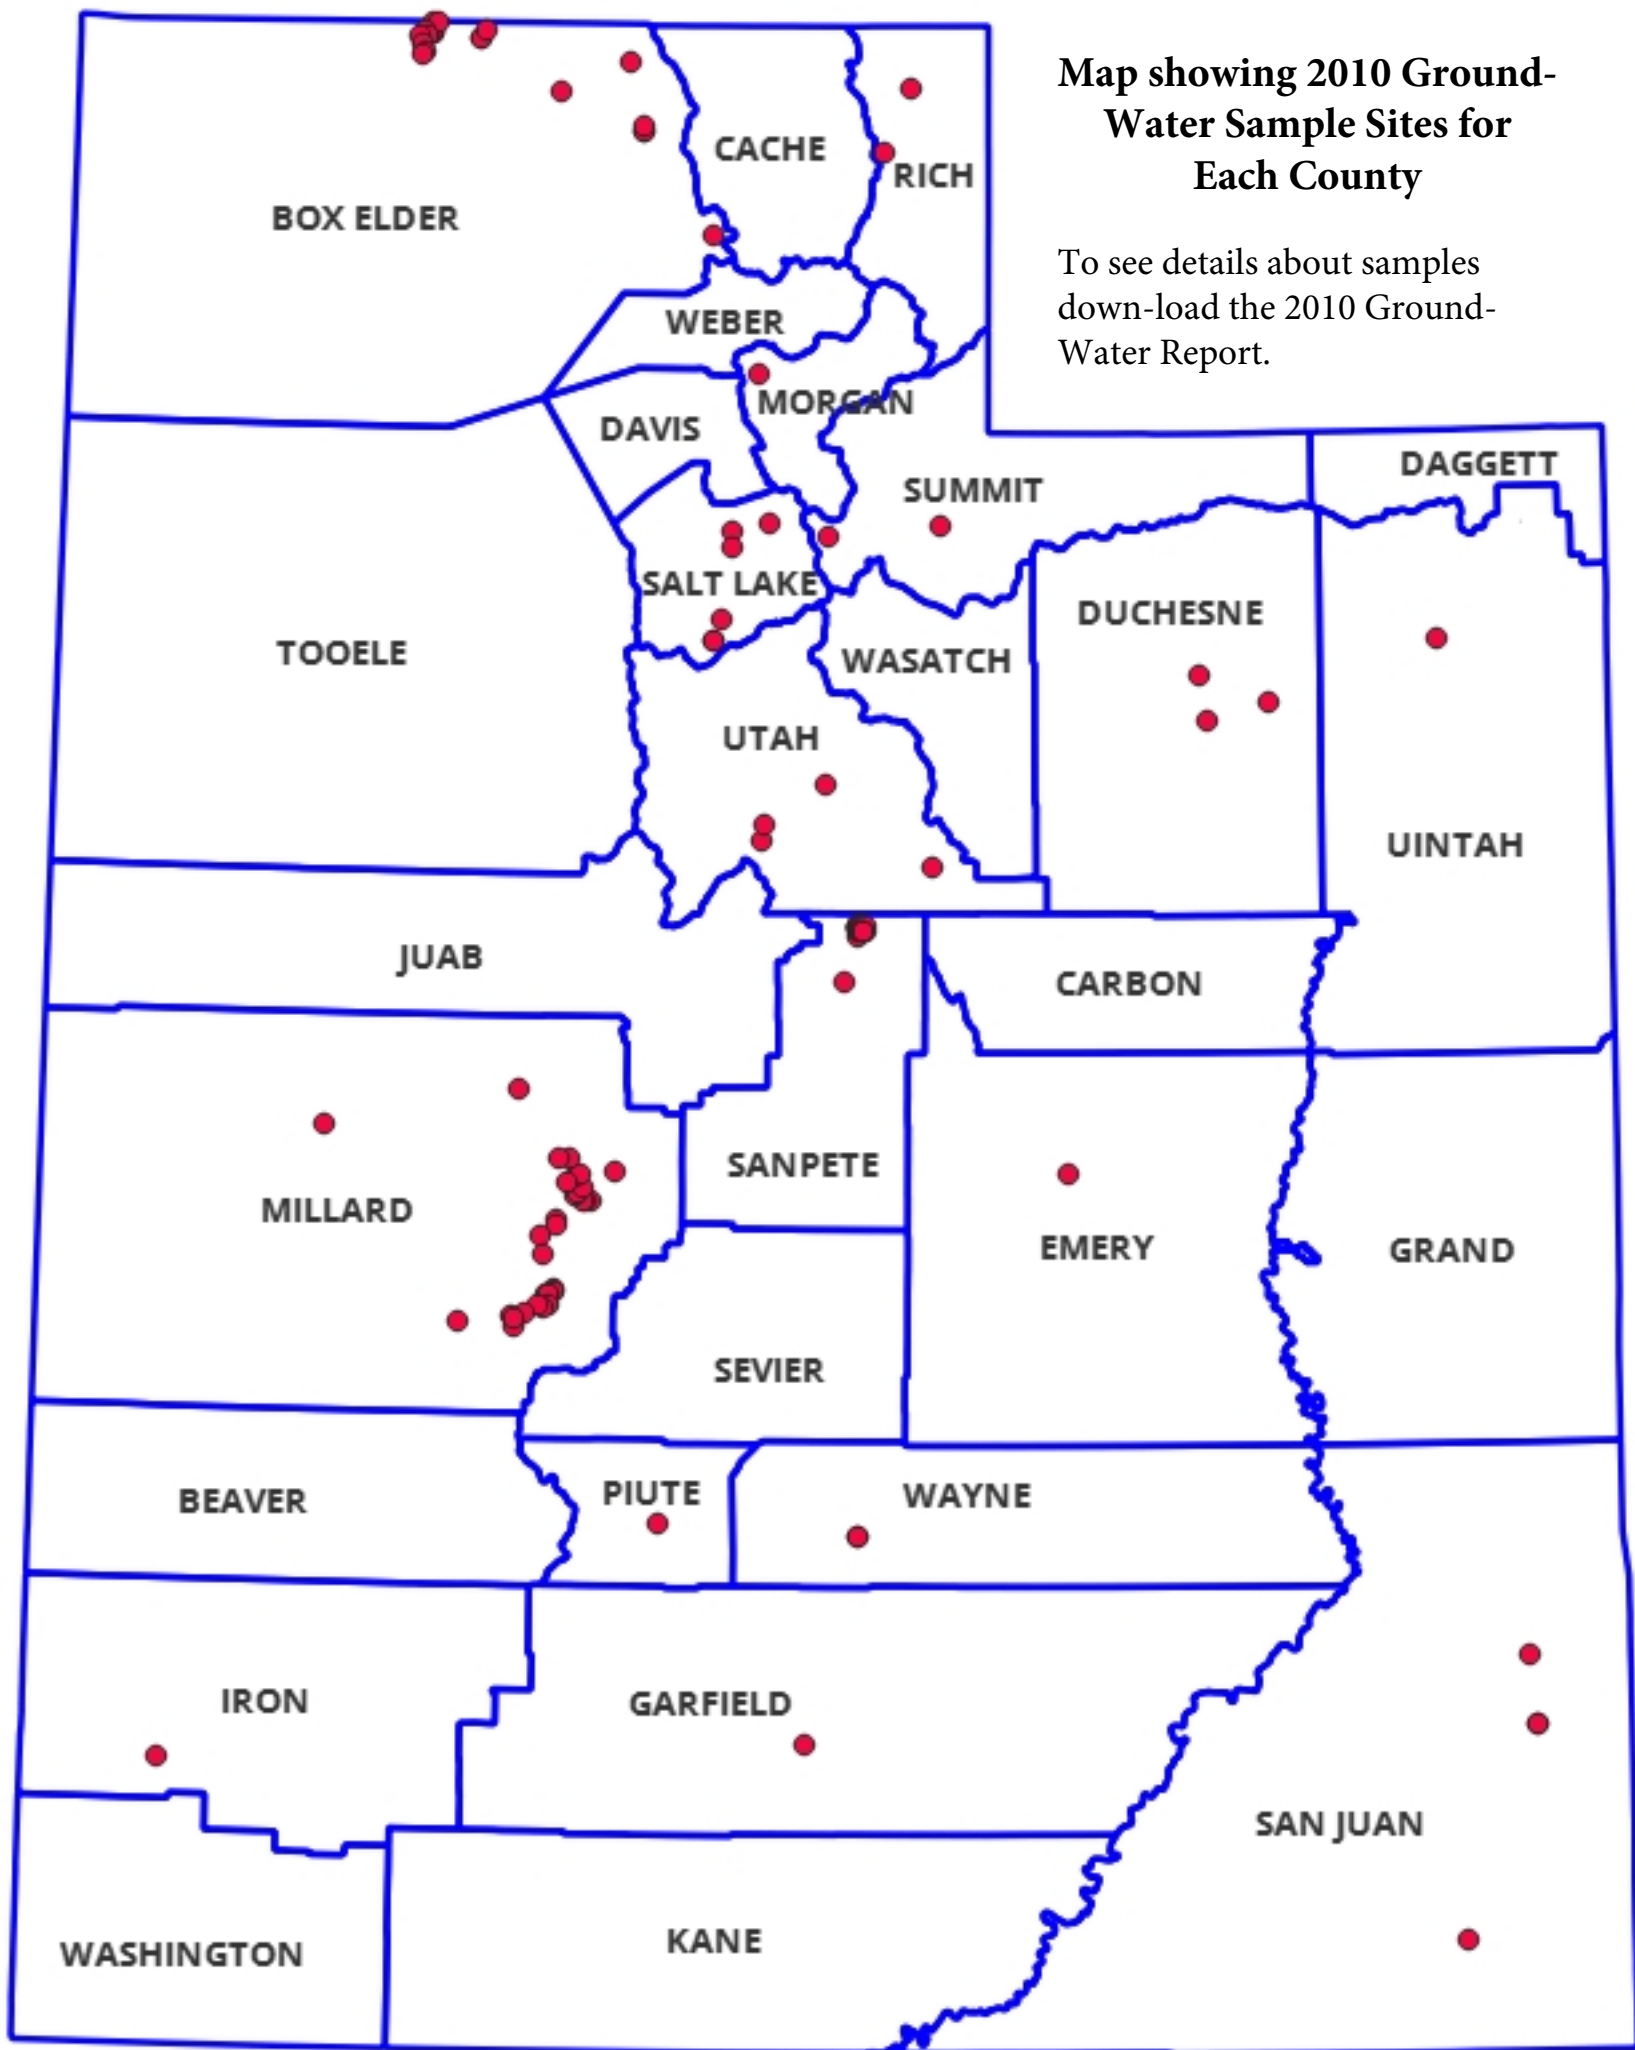 Map showing 2010 Ground-
Water Sample Sites for
Each County
To see details about samples
down-load the 2010 Ground-
Water Report.
CACHE
RICH
BOX ELDER
WEBER
MORGAN
DAVIS
DAGGETT
SUMMIT
SALT LAKE
DUCHESNE
TOOELE
WASATCH
UTAH
UINTAH
JUAB
CARBON
SANPETE
MILLARD
EMERY
GRAND
SEVIER
PIUTE
WAYNE
BEAVER
IRON
GARFIELD
SAN JUAN
KANE
WASHINGTON